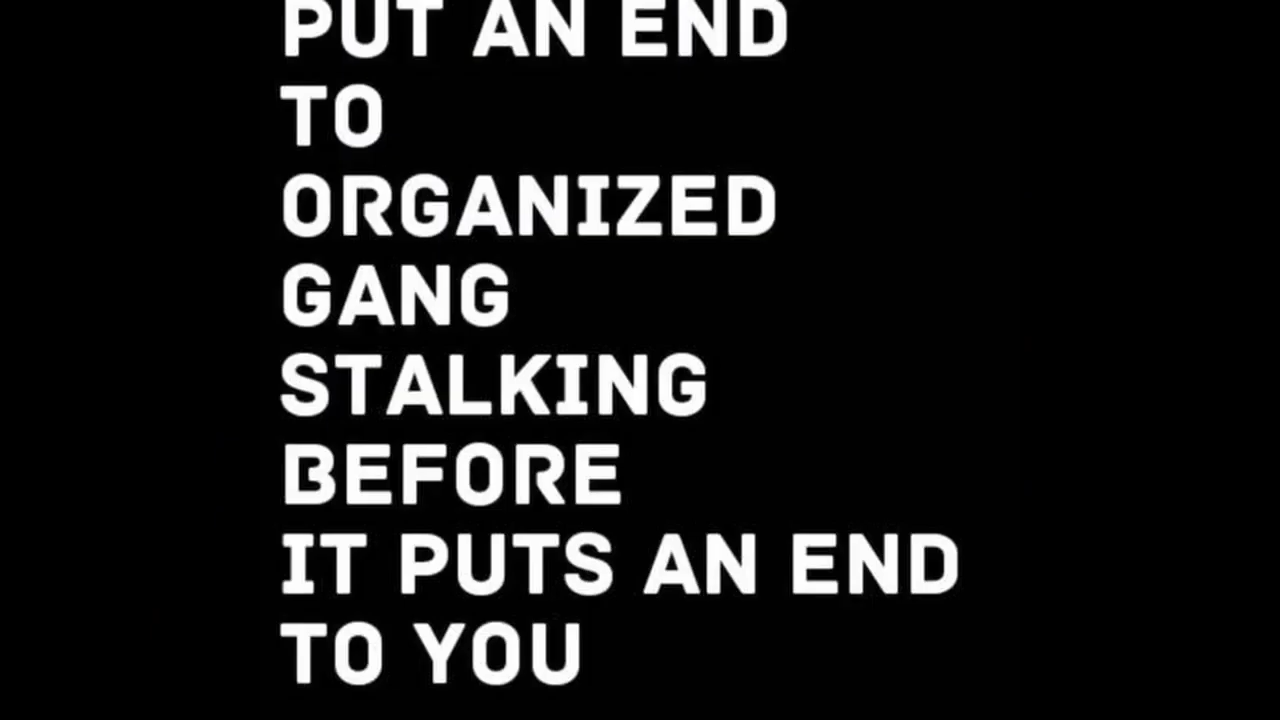 PUT AN END
TO
ORGANIZED
GANG
STALKING
BEFORE
IT PUTS AN END
TO YOU